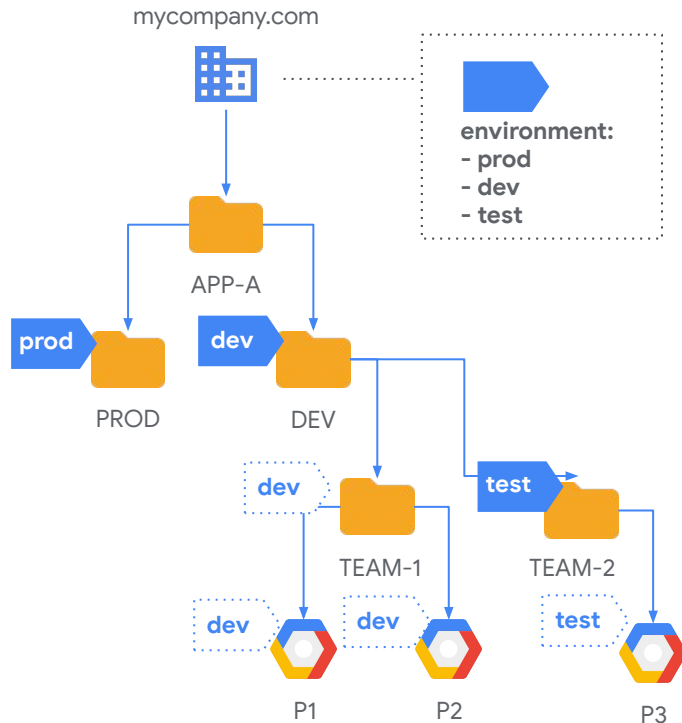 mycompany.com
environment:
- prod
- dev
- test
APP-A
prod
dev
PROD
DEV
dev
test
TEAM-1
TEAM-2
dev
dev
test
P1
P2
P3